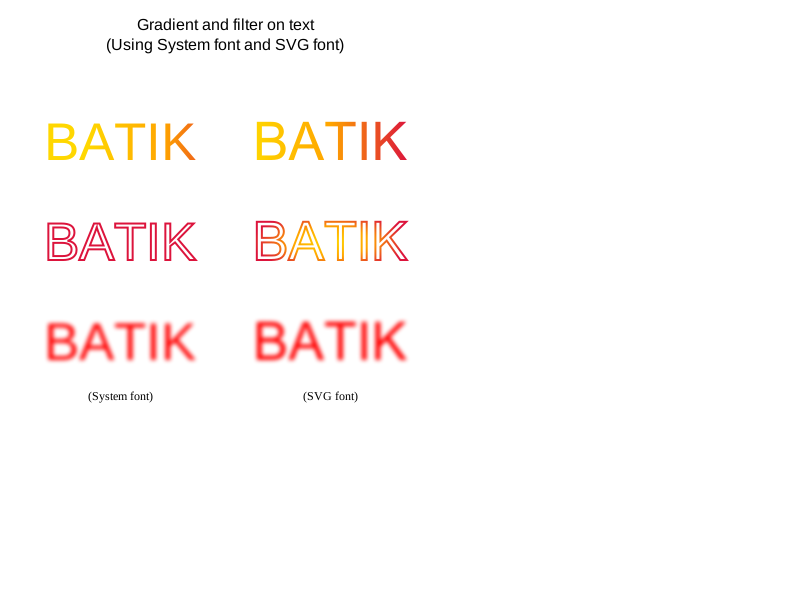 Gradient and filter on text
(Using System font and SVG font)
BATIK BATIK
BATIK BATIK
BATIK BATIK
(System font) (SVG font)